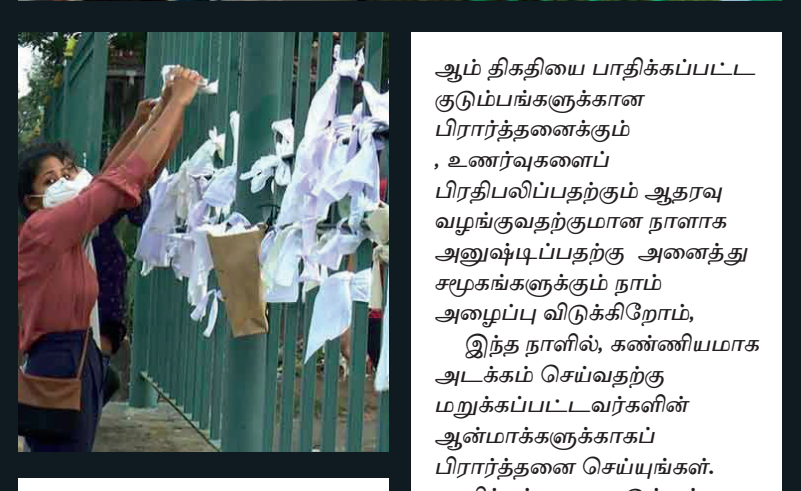 ஆம் திகதியை பாதிக்கப்பட்ட
குடும்பங்களுக்கான
பிரார்த்தனைக்கும்
, உணர்வுகளைப்
பிரதிபலிப்பதற்கும் ஆதரவு
வழங்குவதற்குமான நாளாக
அனுஷ்டிப்பதற்கு அனைத்து
சமூகங்களுக்கும் நாம்
அழைப்பு விடுக்கிறோம்,
இந்த நாளில், கண்ணியமாக
அடக்கம் செய்வதற்கு
மறுக்கப்பட்டவர்களின்
ஆன்மாக்களுக்காகப்
பிரார்த்தனை செய்யுங்கள்.